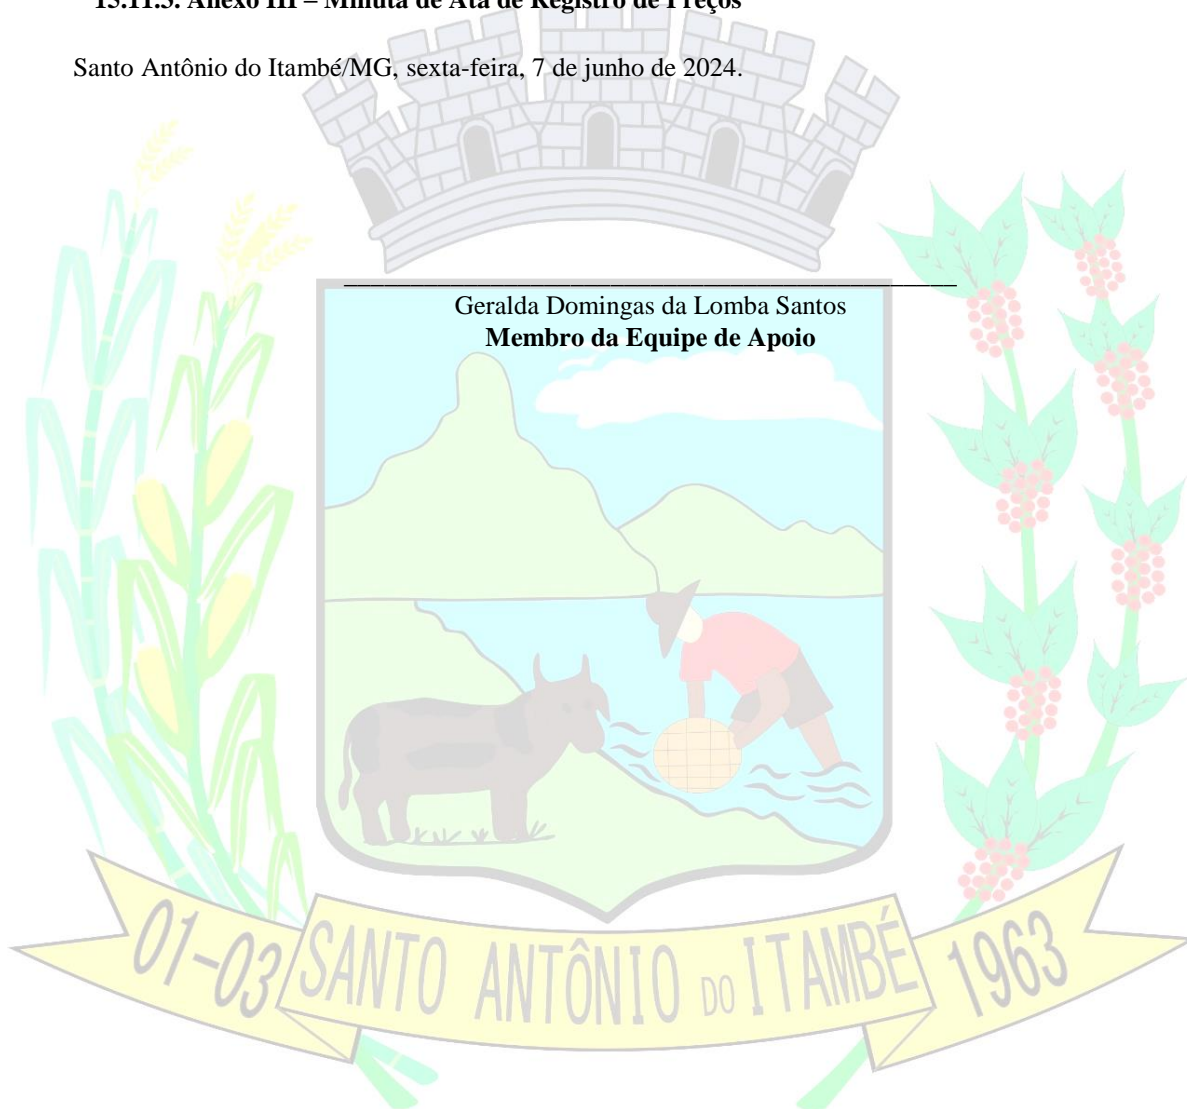 13.11.3. Anexo III – Minuta de Ata de Registro de Preços
Santo Antônio do Itambé/MG, sexta-feira, 7 de junho de 2024.
Geralda Domingas da Lomba Santos
Membro da Equipe de Apoio
01-03 SANTO ANTÔNIO DO ITAMBÉ 1963